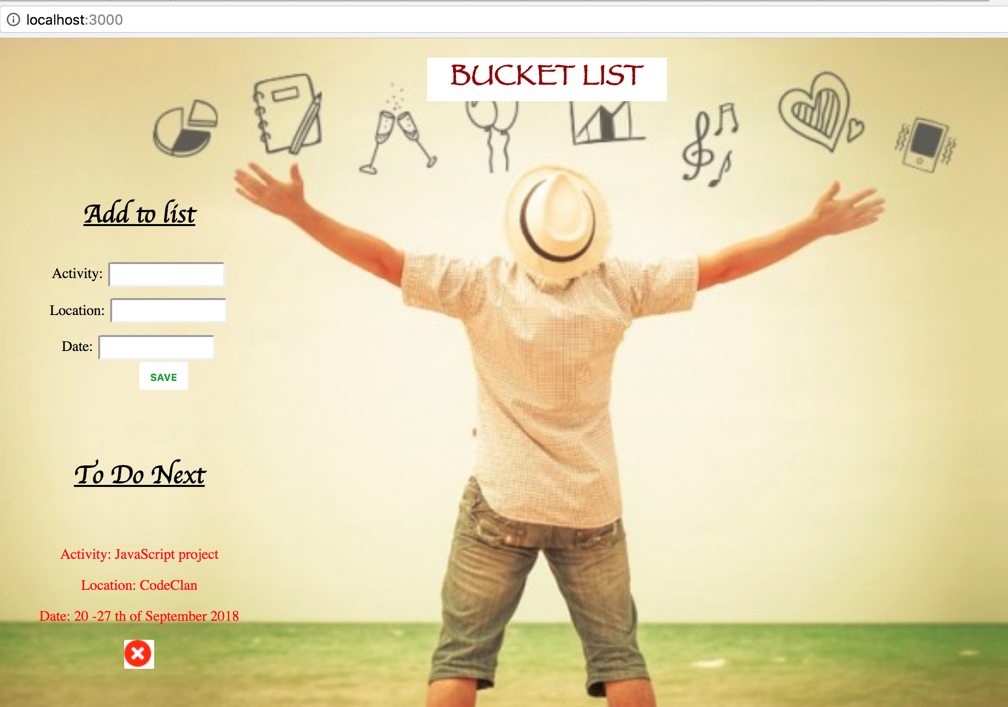 localhost:3000
BUCKET LIST
Add to list
Activity:
Location:
Date:
SAVE
To Do Next
Activity: JavaScript project
Location: CodeClan
Date: 20 -27 th of September 2018